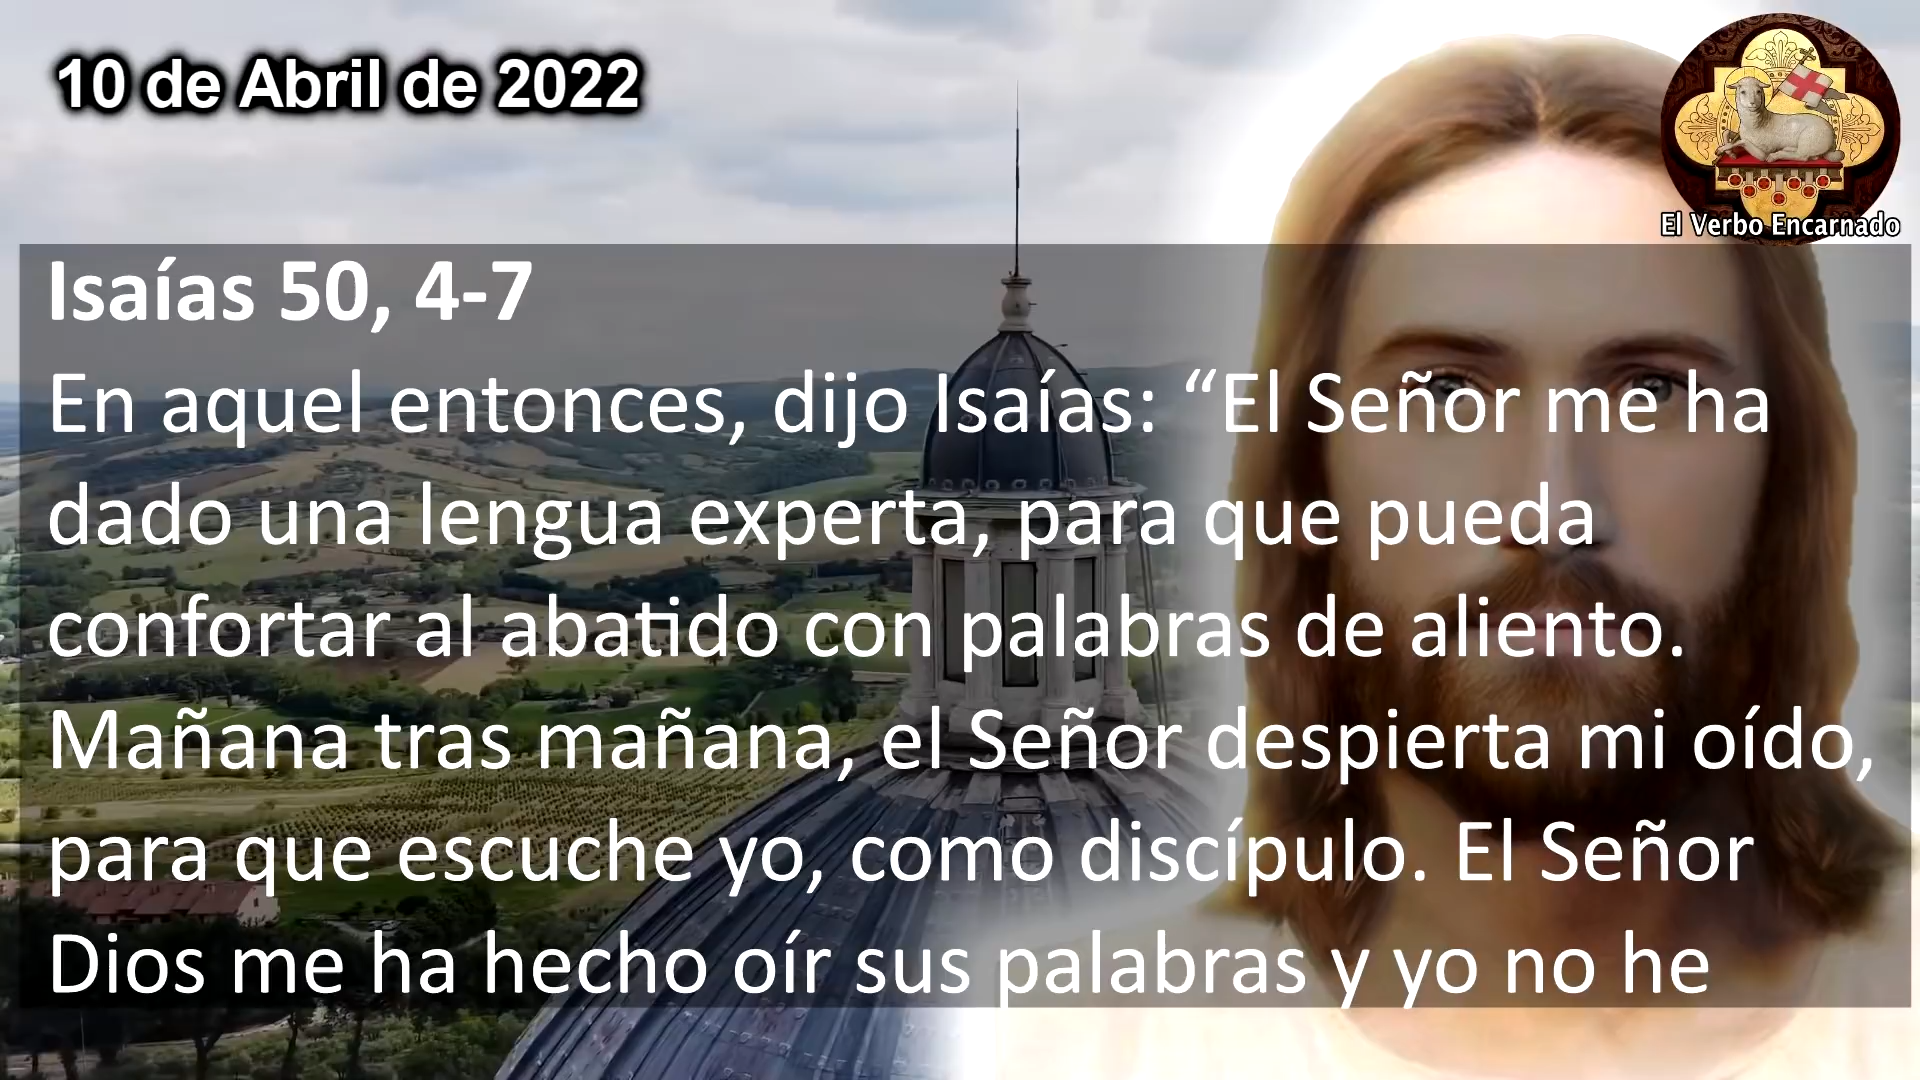 10 de Abril de 2022
El Verbo Encarnado
Isaías 50, 4-7
En aquel entonces, dijo Isaías: “El Señor me ha
dado una lengua experta, para que pueda
confortar al abatido con palabras de aliento.
Mañana tras mañana, el Señor despierta mi oído,
para que escuche yo, como discípulo. El Señor
Dios me ha hecho oír sus palabras y yo no he